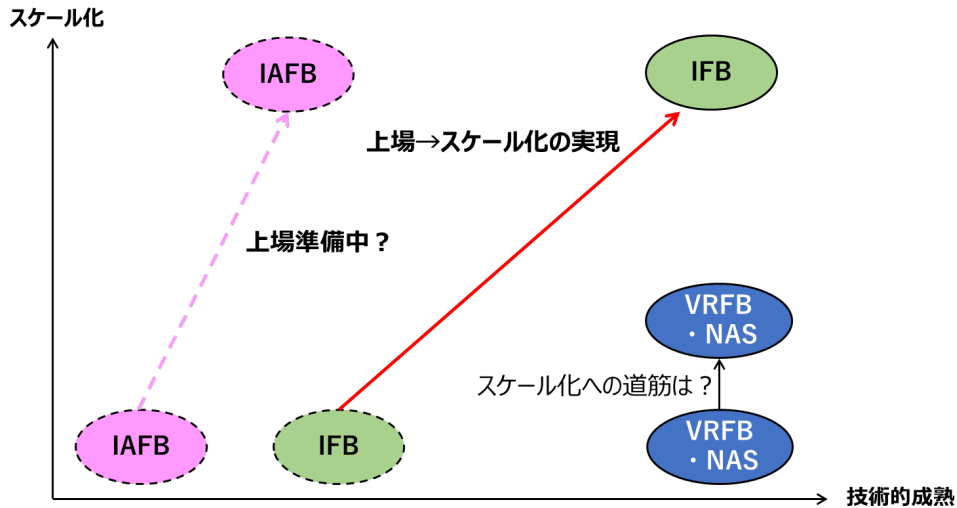 スケール化
IAFB
IFB
上場→スケール化の実現
上場準備中？
VRFB
・NAS
スケール化への道筋は？
IAFB
IFB
VRFB
・NAS
技術的成熟